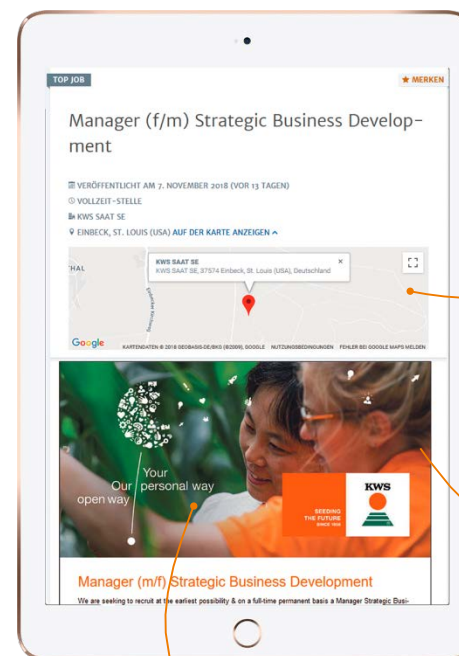 TOP JOB
MERKEN
Manager (f/m) Strategic Business Develop-
ment
VERÖFFENTLICHT AM 7. NOVEMBER 2018 (VOR 13 TAGEN)
VOLLZEIT-STELLE
KWS SAAT SE
EINBECK, ST. LOUIS (USA) AUF DER KARTE ANZEIGEN
THAL
KWS SAAT SE
KWS SAAT SE, 37574 Einbeck, St. Louis (USA), Deutschland
Google
KARTENDATEN © 2018 GEOBASIS-DE/BKG (©2009), GOOGLE NUTZUNGSBEDINGUNGEN FEHLER BEI GOOGLE MAPS MELDEN
Your
Our personal way
open way
KWS
SEEDING
THE FUTURE
SINCE 1856
Manager (m/f) Strategic Business Development
We are seeking to recruit at the earliest possibility & on a full-time permanent basis a Manager Strategic Busi-